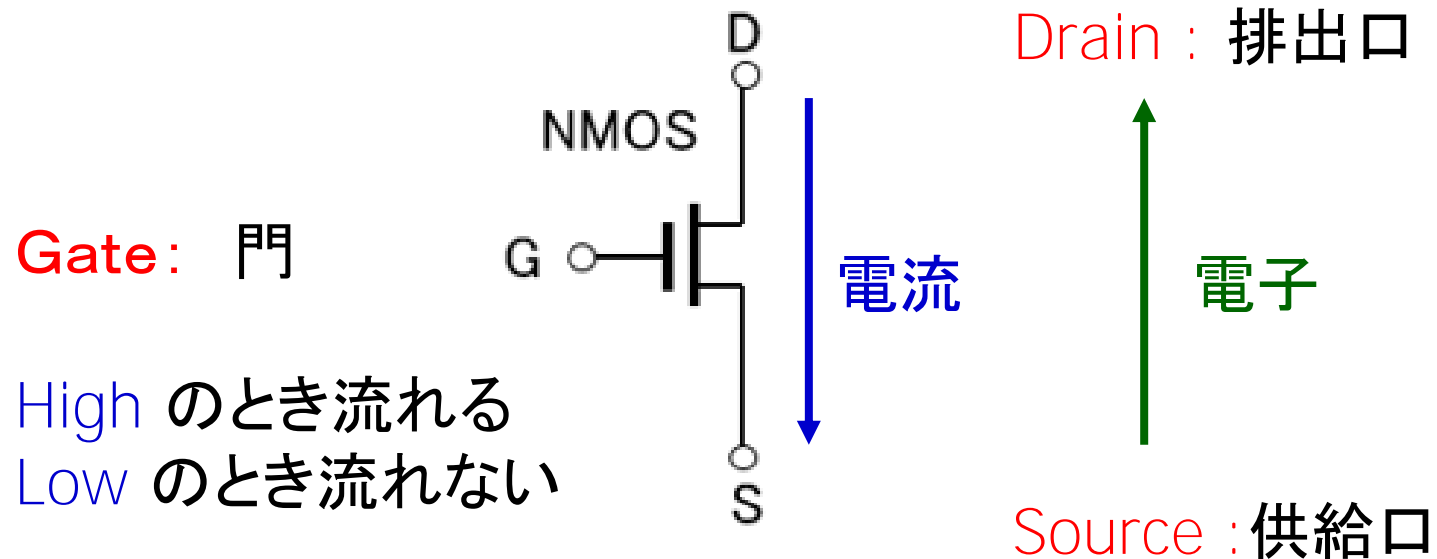 D
Drain : 排出口
NMOS
Gate: 門
G
電流
電子
High のとき流れる
Low のとき流れない
S
Source :供給口